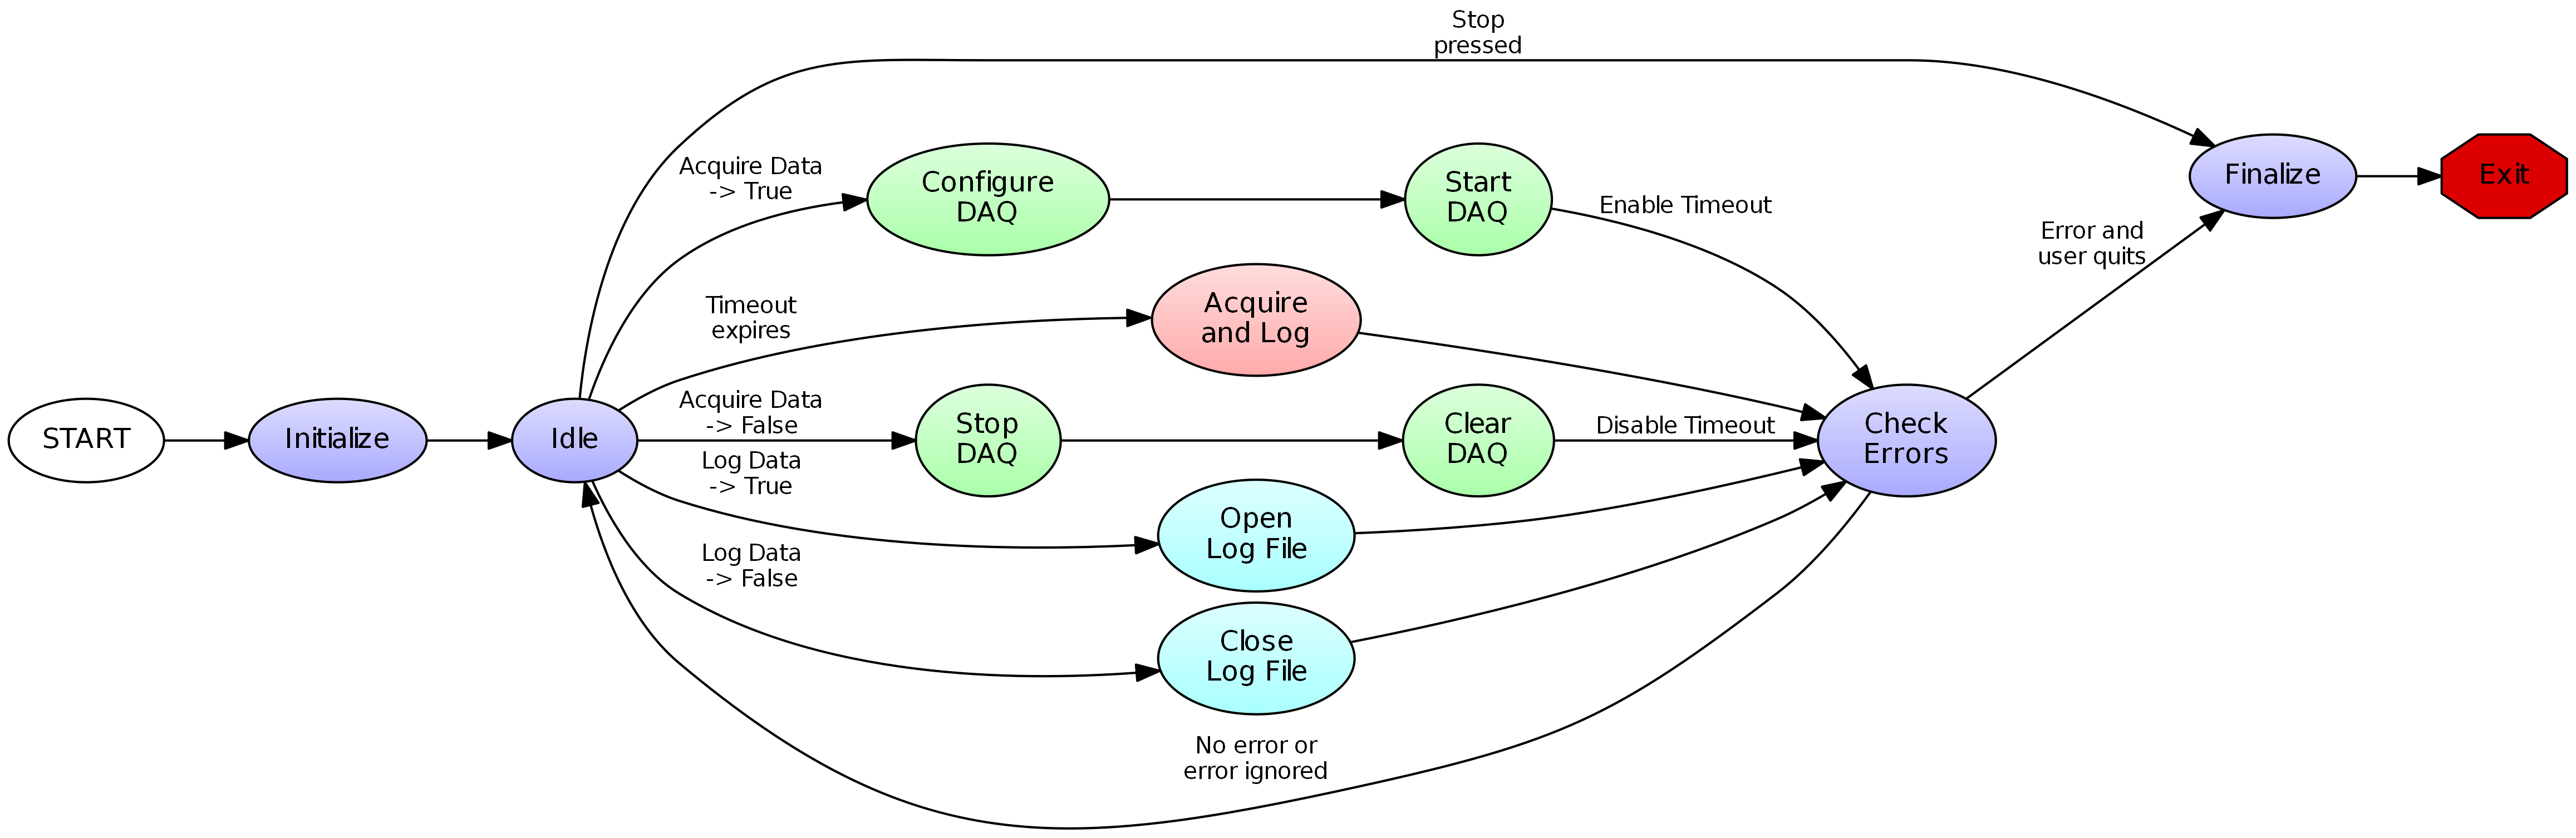 Stop
pressed
Acquire Data
-> True
Configure
DAQ
Start
DAQ
Enable Timeout
Finalize
Exit
Error and
user quits
Timeout
expires
Acquire
and Log
START
Initialize
Idle
Acquire Data
-> False
Stop
DAQ
Clear
DAQ
Disable Timeout
Check
Errors
Log Data
-> True
Open
Log File
Log Data
-> False
Close
Log File
No error or
error ignored